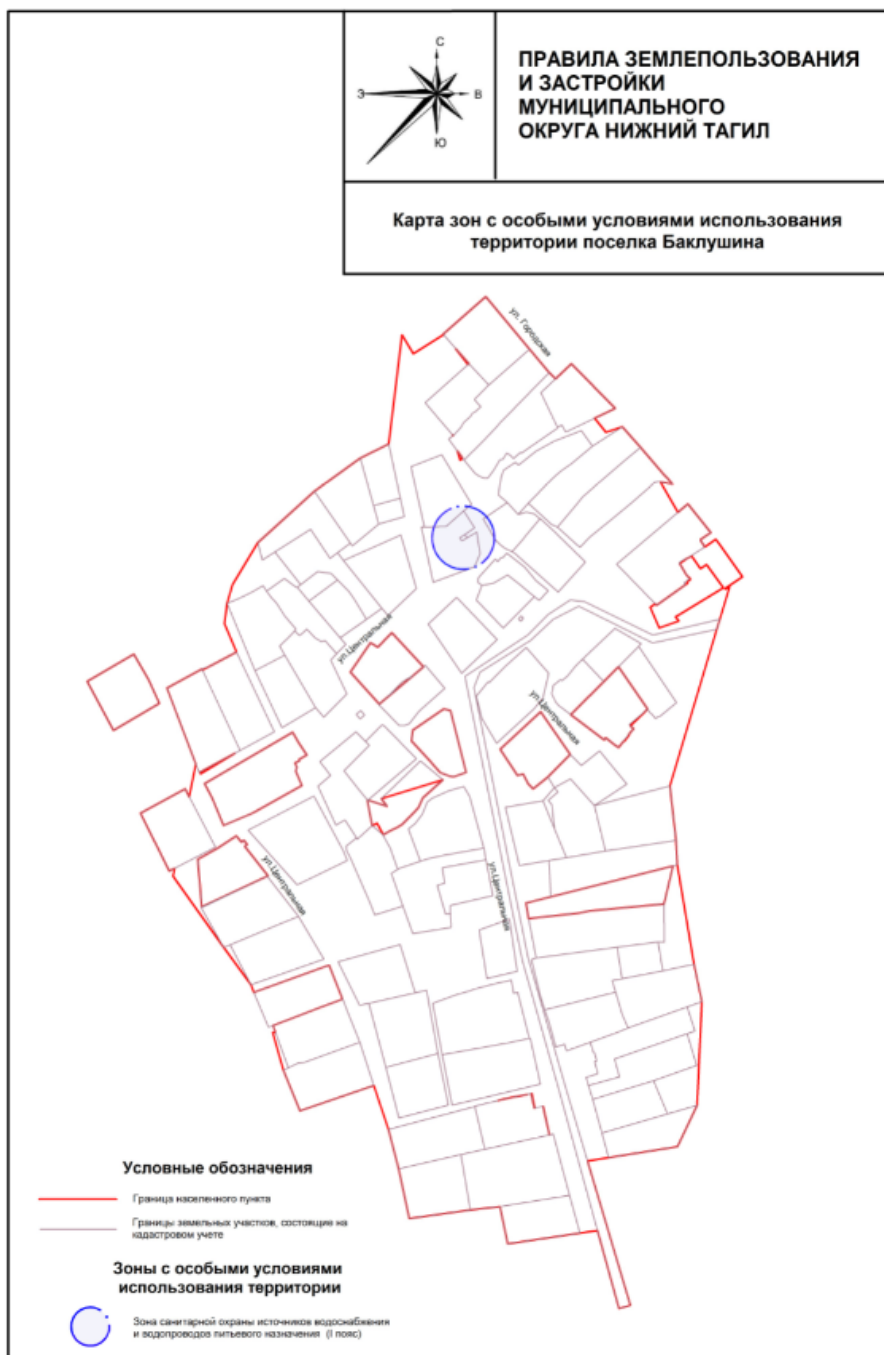 С
З
В
Ю
ПРАВИЛА ЗЕМЛЕПОЛЬЗОВАНИЯ
И ЗАСТРОЙКИ
МУНИЦИПАЛЬНОГО
ОКРУГА НИЖНИЙ ТАГИЛ
Карта зон с особыми условиями использования
территории поселка Баклушина
ул. Городская
ул.Центральная
ул.Центральная
ул.Центральная
ул.Центральная
Условные обозначения
Граница населенного пункта
Границы земельных участков, состоящие на
кадастровом учете
Зоны с особыми условиями
использования территории
Зона санитарной охраны источников водоснабжения
и водопроводов питьевого назначения (I пояс)